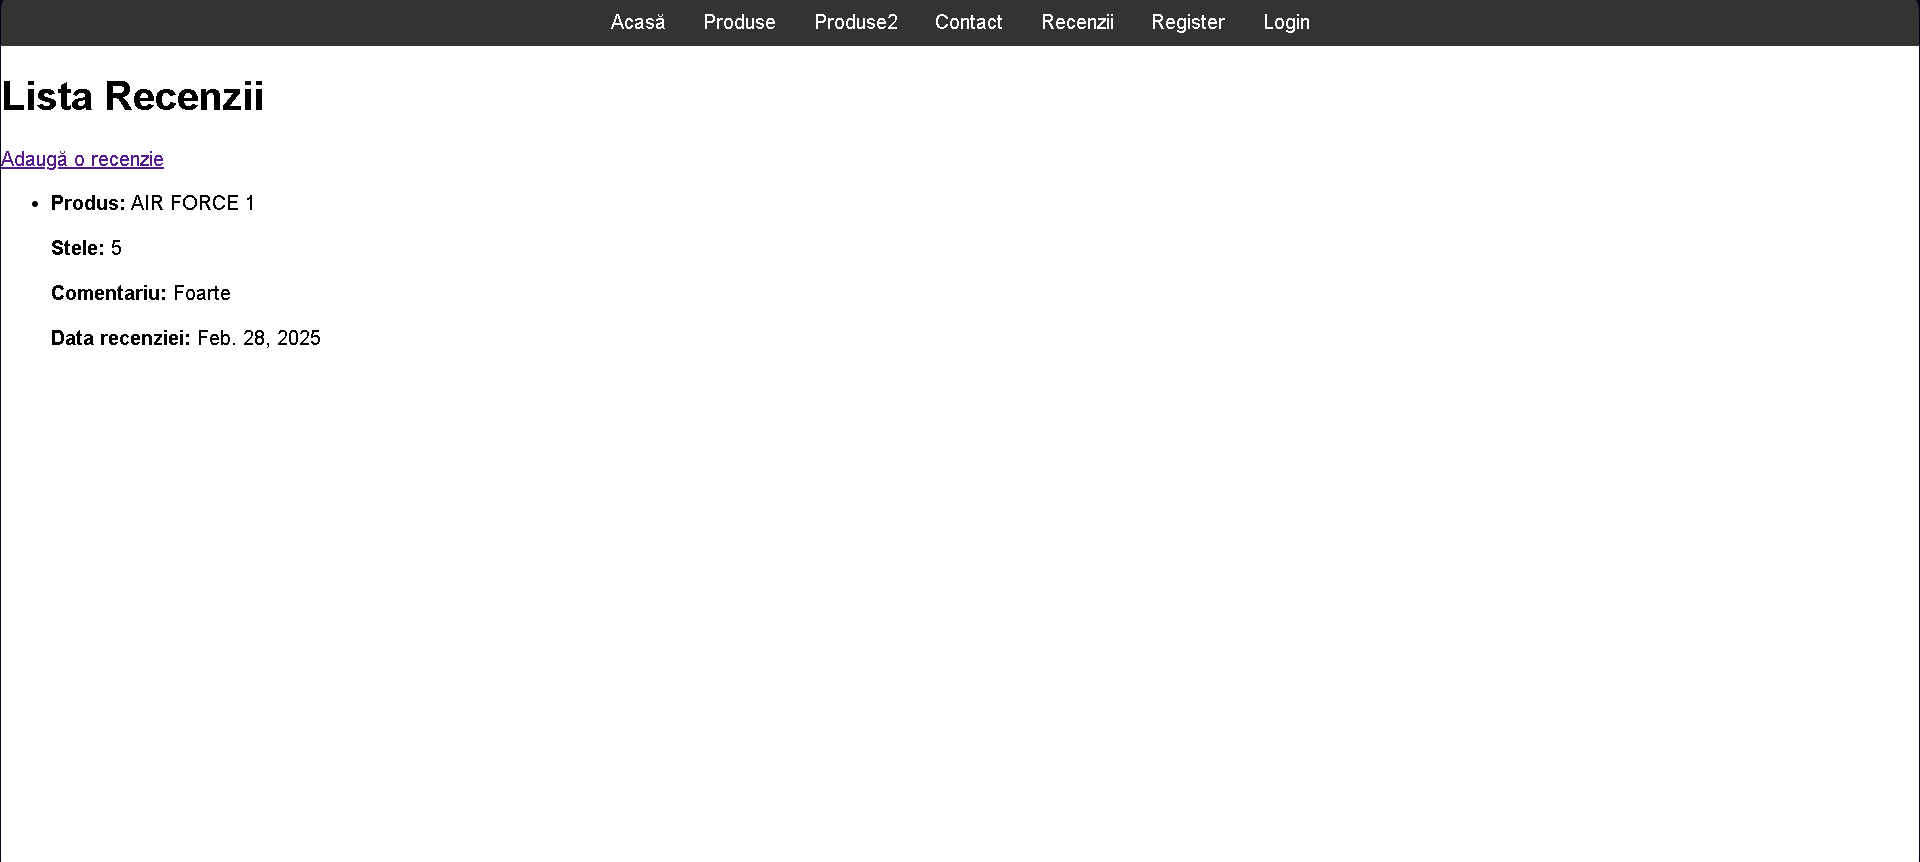 Acasă Produse Produse2 Contact Recenzii Register Login
Lista Recenzii
Adaugă o recenzie
Produs: AIR FORCE 1
Stele: 5
Comentariu: Foarte
Data recenziei: Feb. 28, 2025